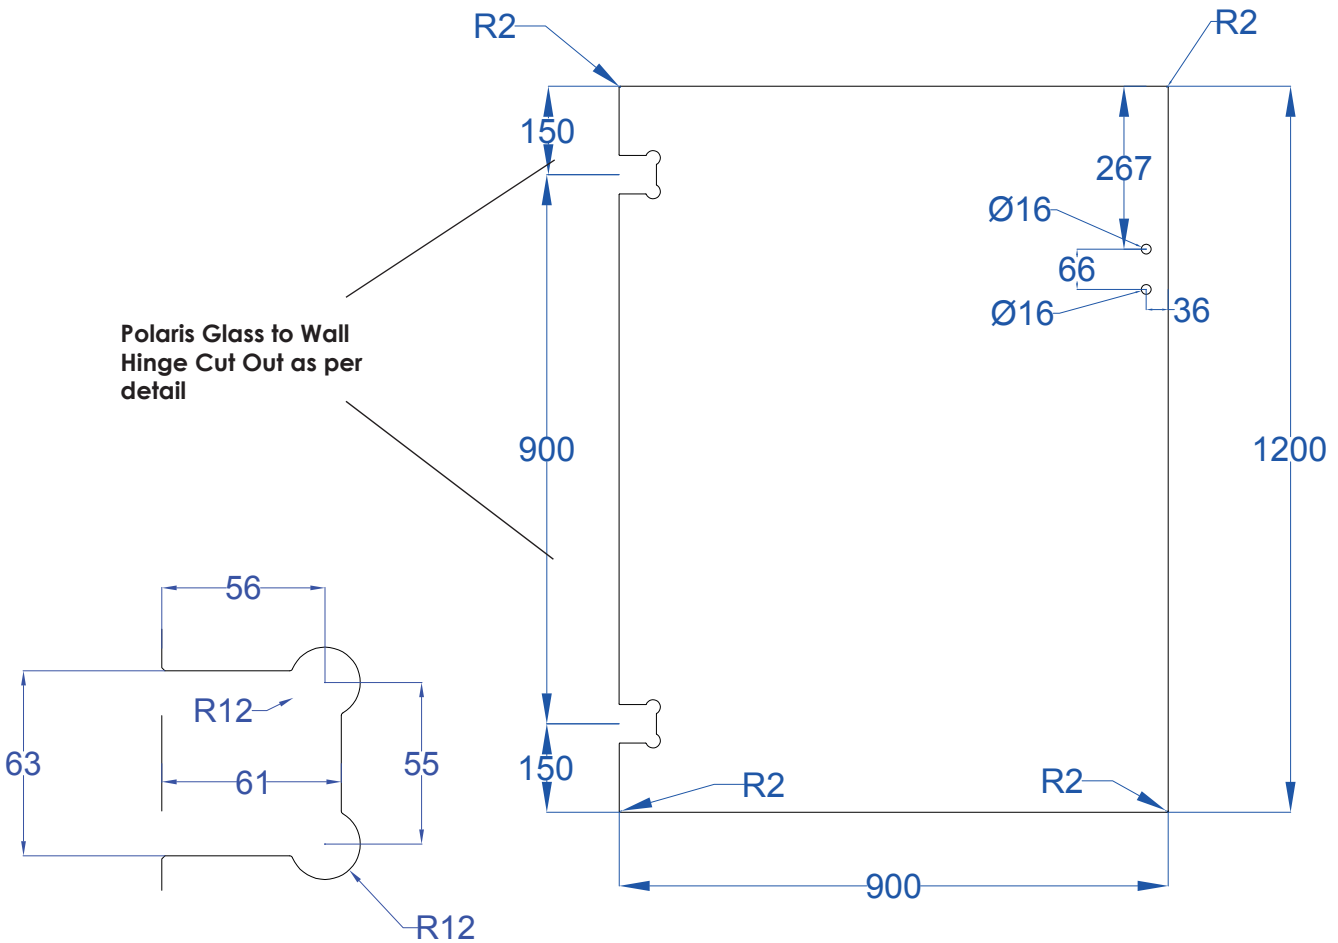 R2
R2
150
267
Ø16
66
Ø16
36
Polaris Glass to Wall
Hinge Cut Out as per
detail
900
1200
56
R12
63
61
55
150
R2
R2
900
R12